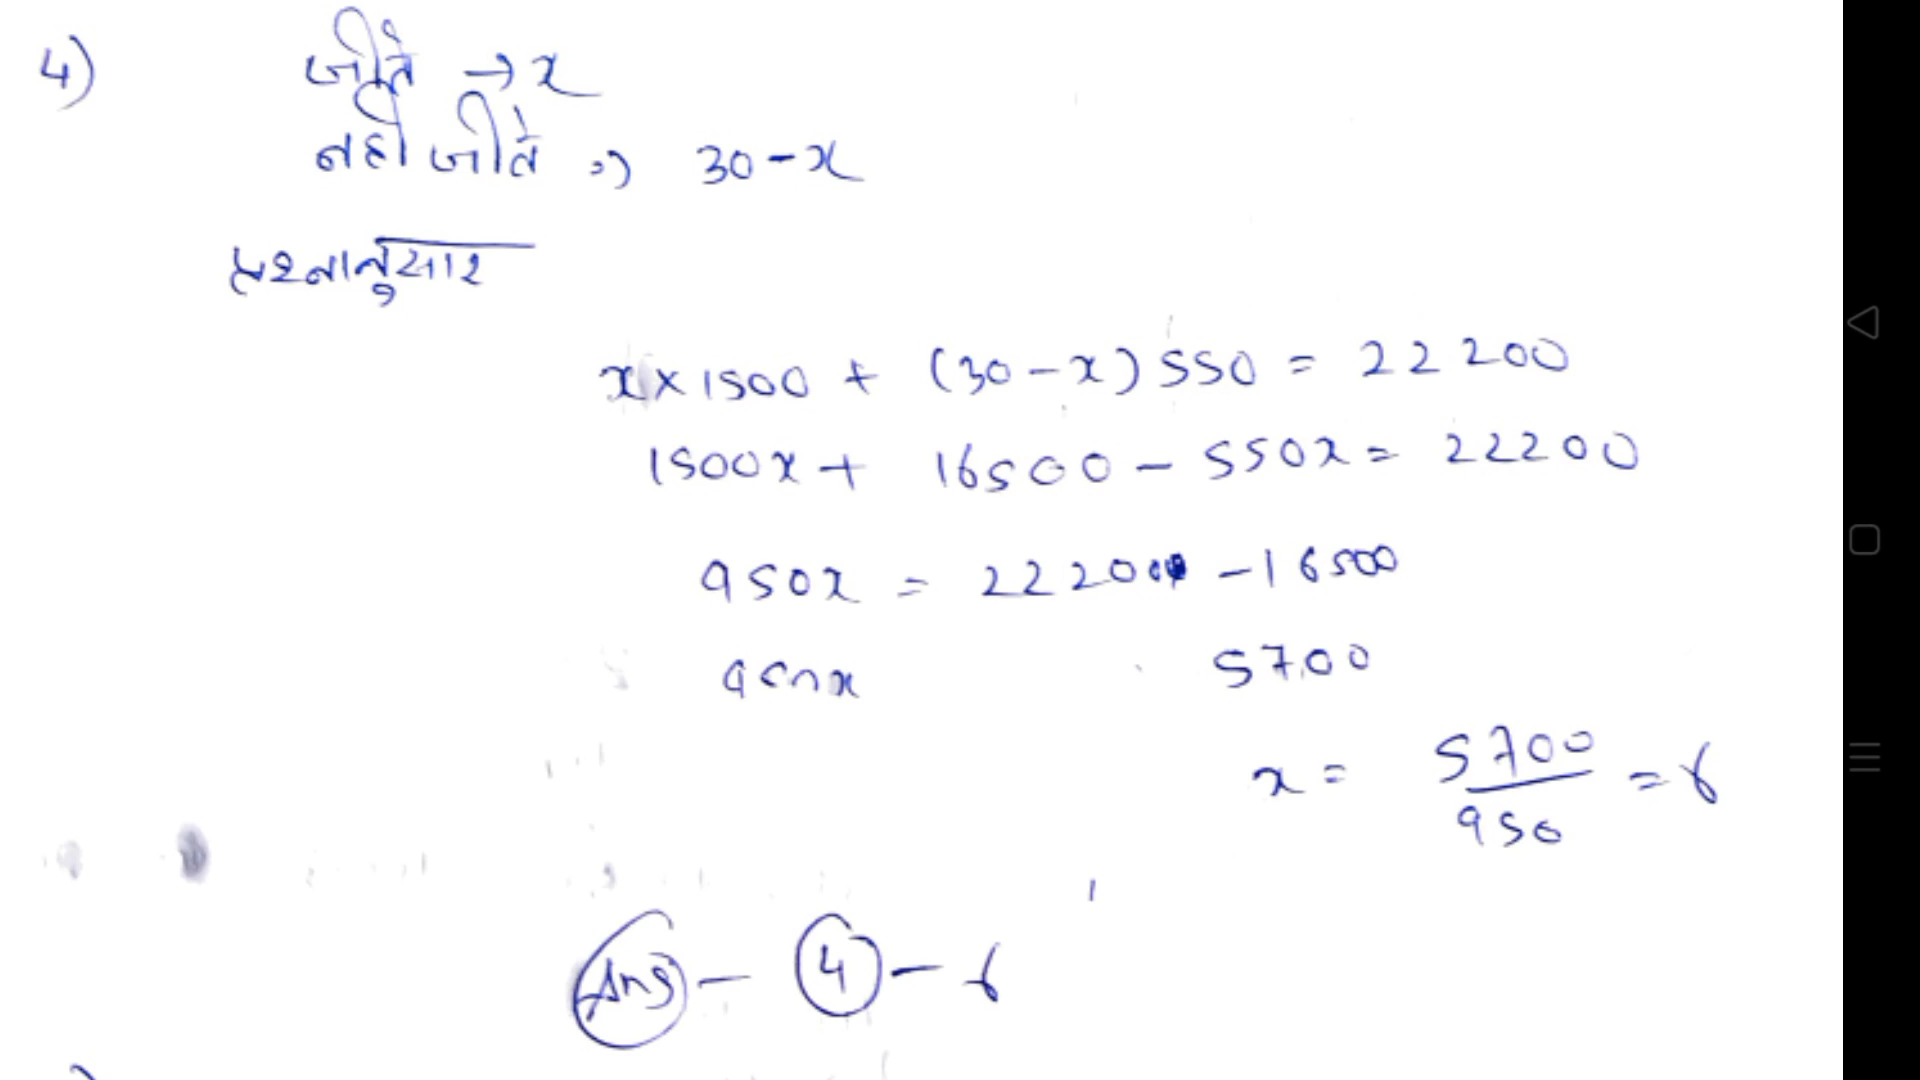 4) जीते → x
नही जीते => 30-x
प्रश्नानुसार
x×1500 + (30-x)550 = 22200
1500x + 16500 - 550x = 22200
950x = 22200 - 16500
950x 5700
x = 5700/950 = 6
Ans - 4 - 6